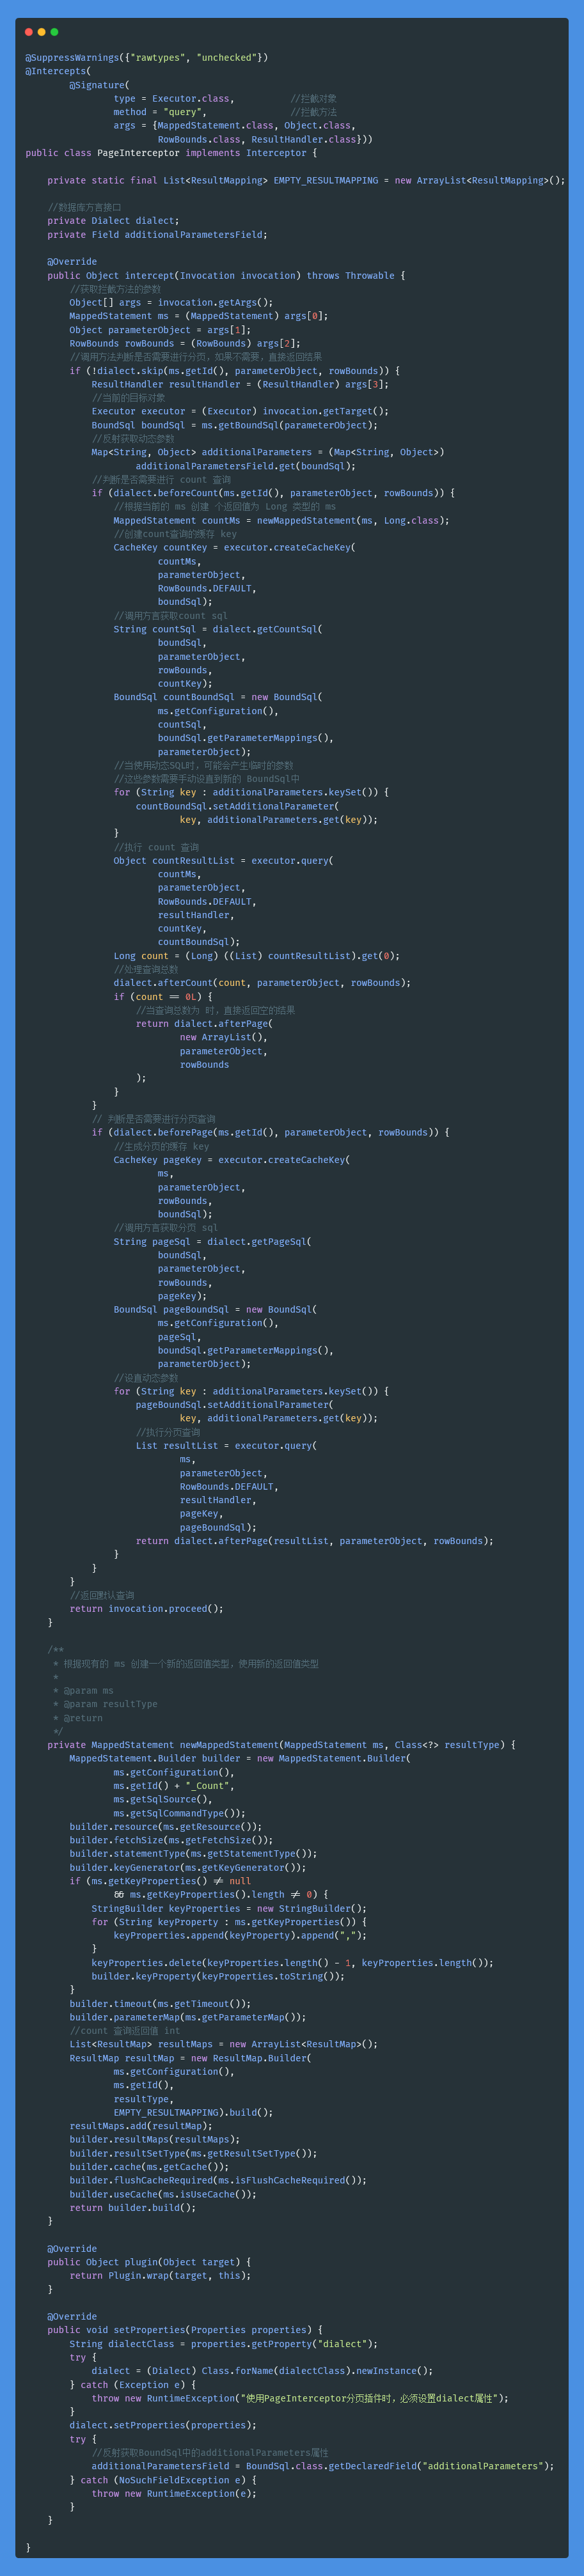 @SuppressWarnings({"rawtypes", "unchecked"})
@Intercepts(
        @Signature(
                type = Executor.class,          //拦截对象
                method = "query",               //拦截方法
                args = {MappedStatement.class, Object.class,
                        RowBounds.class, ResultHandler.class}))
public class PageInterceptor implements Interceptor {

    private static final List<ResultMapping> EMPTY_RESULTMAPPING = new ArrayList<ResultMapping>();

    //数据库方言接口
    private Dialect dialect;
    private Field additionalParametersField;

    @Override
    public Object intercept(Invocation invocation) throws Throwable {
        //获取拦截方法的参数
        Object[] args = invocation.getArgs();
        MappedStatement ms = (MappedStatement) args[0];
        Object parameterObject = args[1];
        RowBounds rowBounds = (RowBounds) args[2];
        //调用方法判断是否需要进行分页，如果不需要，直接返回结果
        if (!dialect.skip(ms.getId(), parameterObject, rowBounds)) {
            ResultHandler resultHandler = (ResultHandler) args[3];
            //当前的目标对象
            Executor executor = (Executor) invocation.getTarget();
            BoundSql boundSql = ms.getBoundSql(parameterObject);
            //反射获取动态参数
            Map<String, Object> additionalParameters = (Map<String, Object>)
                    additionalParametersField.get(boundSql);
            //判断是否需要进行 count 查询
            if (dialect.beforeCount(ms.getId(), parameterObject, rowBounds)) {
                //根据当前的 ms 创建 个返回值为 Long 类型的 ms
                MappedStatement countMs = newMappedStatement(ms, Long.class);
                //创建count查询的缓存 key
                CacheKey countKey = executor.createCacheKey(
                        countMs,
                        parameterObject,
                        RowBounds.DEFAULT,
                        boundSql);
                //调用方言获取count sql
                String countSql = dialect.getCountSql(
                        boundSql,
                        parameterObject,
                        rowBounds,
                        countKey);
                BoundSql countBoundSql = new BoundSql(
                        ms.getConfiguration(),
                        countSql,
                        boundSql.getParameterMappings(),
                        parameterObject);
                //当使用动态SQL时，可能会产生临时的参数
                //这些参数需要手动设置到新的 BoundSql中
                for (String key : additionalParameters.keySet()) {
                    countBoundSql.setAdditionalParameter(
                            key, additionalParameters.get(key));
                }
                //执行 count 查询
                Object countResultList = executor.query(
                        countMs,
                        parameterObject,
                        RowBounds.DEFAULT,
                        resultHandler,
                        countKey,
                        countBoundSql);
                Long count = (Long) ((List) countResultList).get(0);
                //处理查询总数
                dialect.afterCount(count, parameterObject, rowBounds);
                if (count == 0L) {
                    //当查询总数为 时，直接返回空的结果
                    return dialect.afterPage(
                            new ArrayList(),
                            parameterObject,
                            rowBounds
                    );
                }
            }
            // 判断是否需要进行分页查询
            if (dialect.beforePage(ms.getId(), parameterObject, rowBounds)) {
                //生成分页的缓存 key
                CacheKey pageKey = executor.createCacheKey(
                        ms,
                        parameterObject,
                        rowBounds,
                        boundSql);
                //调用方言获取分页 sql
                String pageSql = dialect.getPageSql(
                        boundSql,
                        parameterObject,
                        rowBounds,
                        pageKey);
                BoundSql pageBoundSql = new BoundSql(
                        ms.getConfiguration(),
                        pageSql,
                        boundSql.getParameterMappings(),
                        parameterObject);
                //设置动态参数
                for (String key : additionalParameters.keySet()) {
                    pageBoundSql.setAdditionalParameter(
                            key, additionalParameters.get(key));
                    //执行分页查询
                    List resultList = executor.query(
                            ms,
                            parameterObject,
                            RowBounds.DEFAULT,
                            resultHandler,
                            pageKey,
                            pageBoundSql);
                    return dialect.afterPage(resultList, parameterObject, rowBounds);
                }
            }
        }
        //返回默认查询
        return invocation.proceed();
    }

    /**
     * 根据现有的 ms 创建一个新的返回值类型，使用新的返回值类型
     *
     * @param ms
     * @param resultType
     * @return
     */
    private MappedStatement newMappedStatement(MappedStatement ms, Class<?> resultType) {
        MappedStatement.Builder builder = new MappedStatement.Builder(
                ms.getConfiguration(),
                ms.getId() + "_Count",
                ms.getSqlSource(),
                ms.getSqlCommandType());
        builder.resource(ms.getResource());
        builder.fetchSize(ms.getFetchSize());
        builder.statementType(ms.getStatementType());
        builder.keyGenerator(ms.getKeyGenerator());
        if (ms.getKeyProperties() != null
                && ms.getKeyProperties().length != 0) {
            StringBuilder keyProperties = new StringBuilder();
            for (String keyProperty : ms.getKeyProperties()) {
                keyProperties.append(keyProperty).append(",");
            }
            keyProperties.delete(keyProperties.length() - 1, keyProperties.length());
            builder.keyProperty(keyProperties.toString());
        }
        builder.timeout(ms.getTimeout());
        builder.parameterMap(ms.getParameterMap());
        //count 查询返回值 int
        List<ResultMap> resultMaps = new ArrayList<ResultMap>();
        ResultMap resultMap = new ResultMap.Builder(
                ms.getConfiguration(),
                ms.getId(),
                resultType,
                EMPTY_RESULTMAPPING).build();
        resultMaps.add(resultMap);
        builder.resultMaps(resultMaps);
        builder.resultSetType(ms.getResultSetType());
        builder.cache(ms.getCache());
        builder.flushCacheRequired(ms.isFlushCacheRequired());
        builder.useCache(ms.isUseCache());
        return builder.build();
    }

    @Override
    public Object plugin(Object target) {
        return Plugin.wrap(target, this);
    }

    @Override
    public void setProperties(Properties properties) {
        String dialectClass = properties.getProperty("dialect");
        try {
            dialect = (Dialect) Class.forName(dialectClass).newInstance();
        } catch (Exception e) {
            throw new RuntimeException("使用PageInterceptor分页插件时，必须设置dialect属性");
        }
        dialect.setProperties(properties);
        try {
            //反射获取BoundSql中的additionalParameters属性
            additionalParametersField = BoundSql.class.getDeclaredField("additionalParameters");
        } catch (NoSuchFieldException e) {
            throw new RuntimeException(e);
        }
    }

}